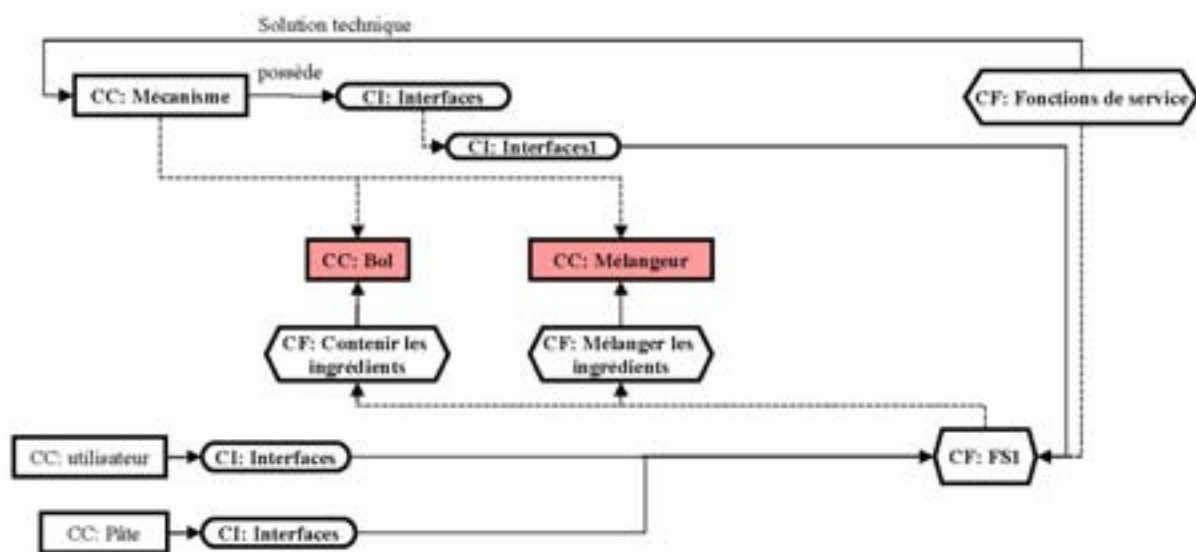 Solution technique
CC: Mécanisme
possède
CI: Interfaces
CF: Fonctions de service
CI: Interfaces1
CC: Bol
CC: Mélangeur
CF: Contenir les
ingrédients
CF: Mélanger les
ingrédients
CC: utilisateur
CI: Interfaces
CF: FS1
CC: Pâte
CI: Interfaces